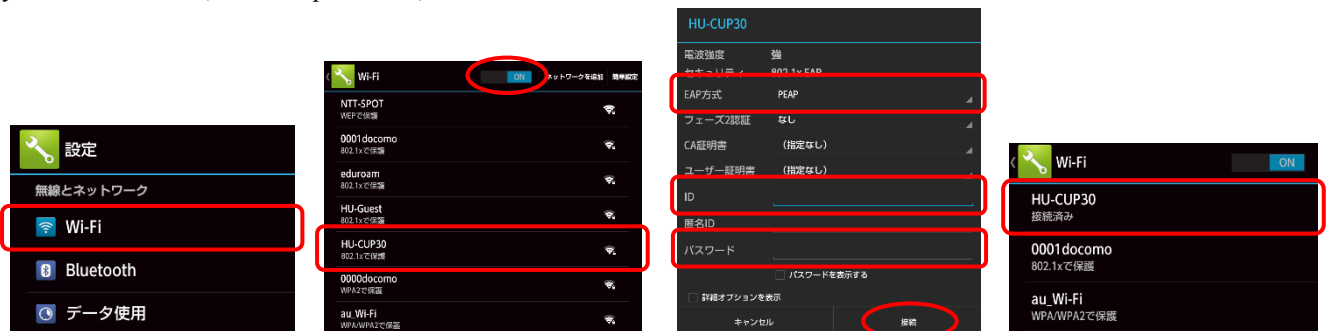 設定
無線とネットワーク
Wi-Fi
Bluetooth
データ使用
Wi-Fi ON ネットワークを追加 簡単設定
NTT-SPOT
WEPで保護
0001docomo
802.1xで保護
eduroam
802.1xで保護
HU-Guest
802.1xで保護
HU-CUP30
802.1xで保護
0000docomo
WPA2で保護
au_Wi-Fi
WPA/WPA2で保護
HU-CUP30
電波強度 強
セキュリティ 802.1x EAP
EAP方式 PEAP
フェーズ2認証 なし
CA証明書 (指定なし)
ユーザー証明書 (指定なし)
ID
匿名ID
パスワード
パスワードを表示する
詳細オプションを表示
キャンセル 接続
Wi-Fi ON
HU-CUP30
接続済み
0001docomo
802.1xで保護
au_Wi-Fi
WPA/WPA2で保護